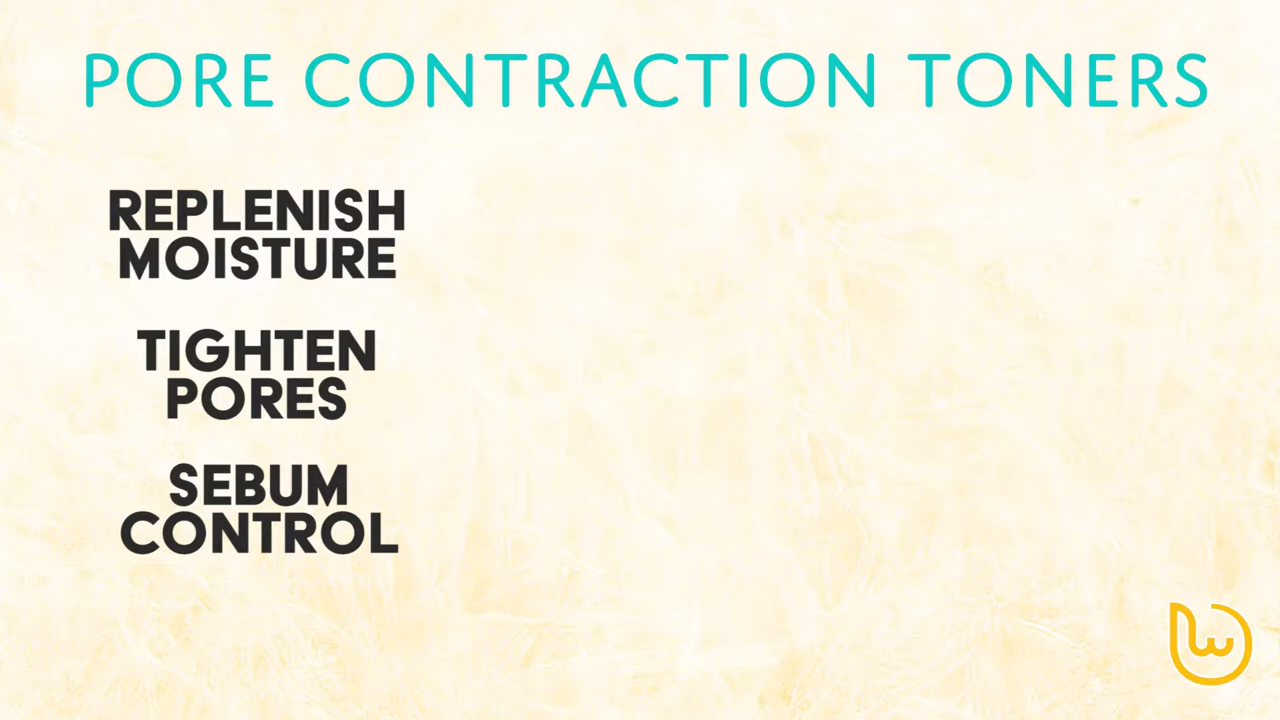 PORE CONTRACTION TONERS
REPLENISH
MOISTURE
TIGHTEN
PORES
SEBUM
CONTROL